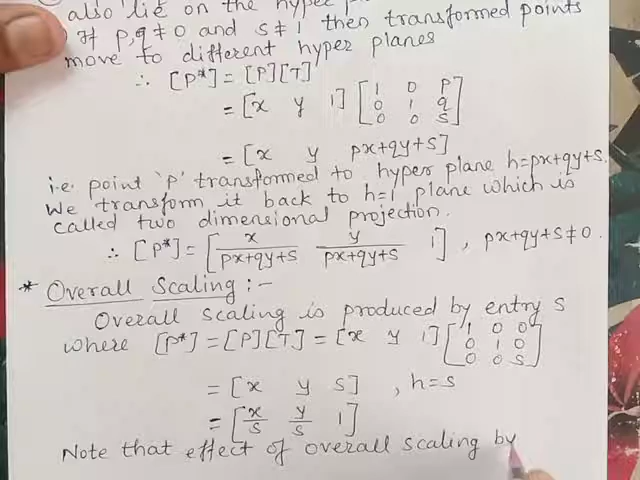 also lie on the hyper
If p,q ≠ 0 and s ≠ 1 then transformed points
move to different hyper planes
∴ [P*] = [P][T]
= [x y 1] [1 0 p
0 1 q
0 0 s]
= [x y px+qy+s]
i.e. point 'P' transformed to hyper plane h=px+qy+s.
We transform it back to h=1 plane which is
called two dimensional projection.
∴ [P*] = [x/(px+qy+s) y/(px+qy+s) 1], px+qy+s ≠ 0.
* Overall Scaling :-
Overall scaling is produced by entry s
where [P*] = [P][T] = [x y 1] [1 0 0
0 1 0
0 0 s]
= [x y s] , h=s
= [x/s y/s 1]
Note that effect of overall scaling by